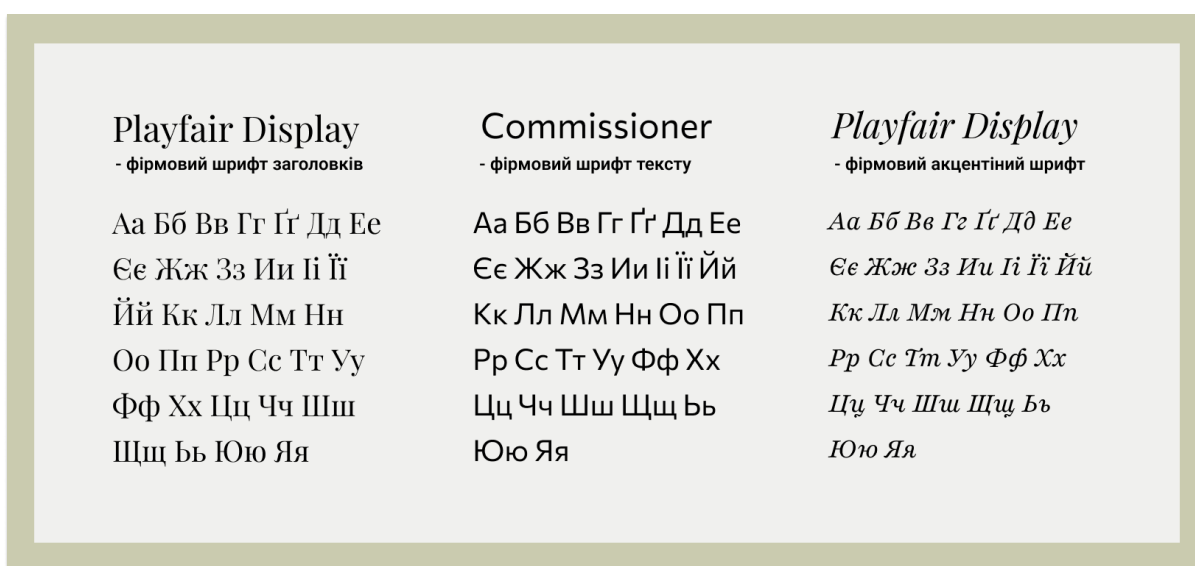 Playfair Display
- фірмовий шрифт заголовків
Аа Бб Вв Гг Ґґ Дд Ее
Єє Жж Зз Ии Іі Її
Йй Кк Лл Мм Нн
Оо Пп Рр Сс Тт Уу
Фф Хх Цц Чч Шш
Щщ Ьь Юю Яя
Commissioner
- фірмовий шрифт тексту
Аа Бб Вв Гг Ґґ Дд Ее
Єє Жж Зз Ии Іі Її Йй
Кк Лл Мм Нн Оо Пп
Рр Сс Тт Уу Фф Хх
Цц Чч Шш Щщ Ьь
Юю Яя
Playfair Display
- фірмовий акцентіний шрифт
Аа Бб Вв Гг Ґґ Дд Ее
Єє Жж Зз Ии Іі Її Йй
Кк Лл Мм Нн Оо Пп
Рр Сс Тт Уу Фф Хх
Цц Чч Шш Щщ Ьь
Юю Яя